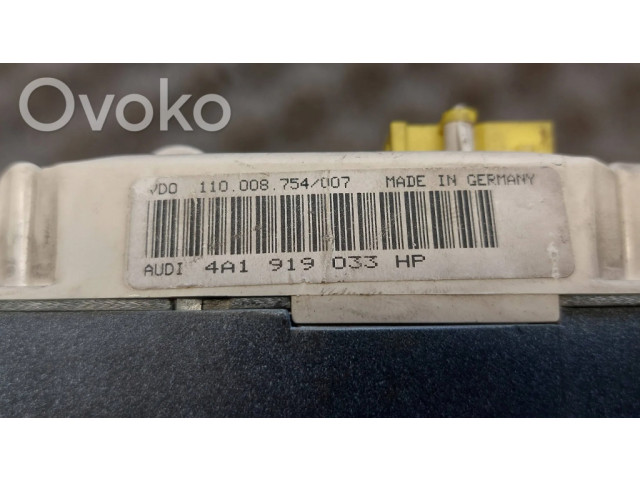 Ovoko
VDO 110.008.754/007 MADE IN GERMANY
AUDI 4A1 919 033 HP